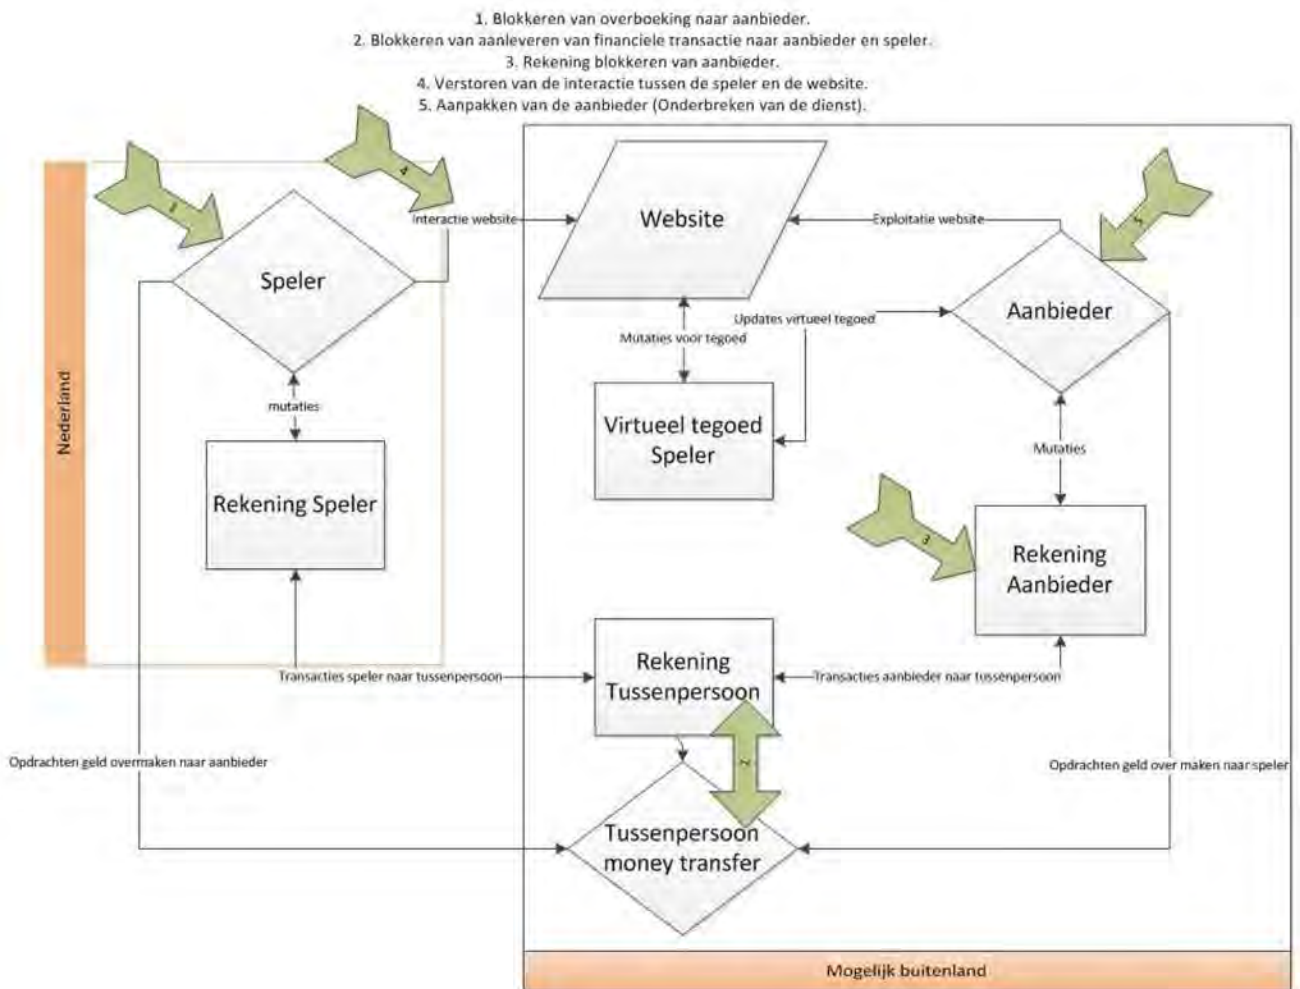 1. Blokkeren van overboeking naar aanbieder.
2. Blokkeren van aanleveren van financiele transactie naar aanbieder en speler.
3. Rekening blokkeren van aanbieder.
4. Verstoren van de interactie tussen de speler en de website.
5. Aanpakken van de aanbieder (Onderbreken van de dienst).
4
5
Interactie website
Website
Exploitatie website
Speler
Aanbieder
Updates virtueel tegoed
Mutaties voor tegoed
Nederland
mutaties
Virtueel tegoed
Speler
Mutaties
Rekening Speler
3
Rekening
Aanbieder
Rekening
Tussenpersoon
Transacties speler naar tussenpersoon
Transacties aanbieder naar tussenpersoon
2
Opdrachten geld overmaken naar aanbieder
Opdrachten geld over maken naar speler
Tussenpersoon
money transfer
Mogelijk buitenland